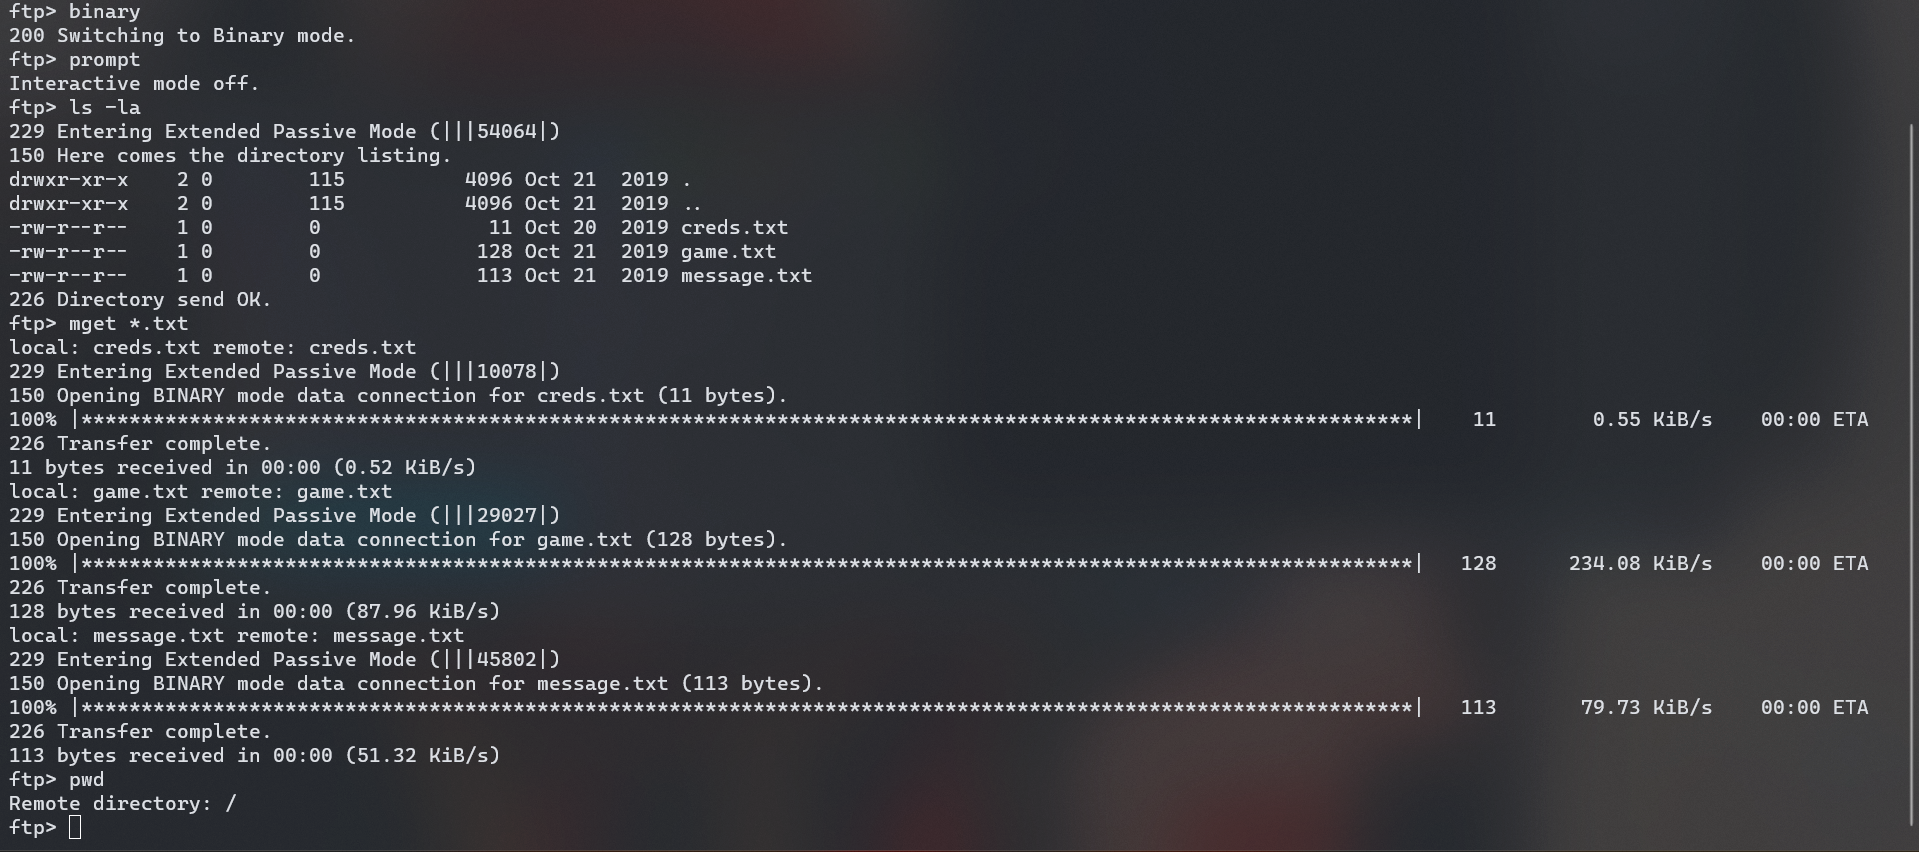 ftp> binary
200 Switching to Binary mode.
ftp> prompt
Interactive mode off.
ftp> ls -la
229 Entering Extended Passive Mode (|||54064|)
150 Here comes the directory listing.
drwxr-xr-x    2 0        115          4096 Oct 21  2019 .
drwxr-xr-x    2 0        115          4096 Oct 21  2019 ..
-rw-r--r--    1 0        0              11 Oct 20  2019 creds.txt
-rw-r--r--    1 0        0             128 Oct 21  2019 game.txt
-rw-r--r--    1 0        0             113 Oct 21  2019 message.txt
226 Directory send OK.
ftp> mget *.txt
local: creds.txt remote: creds.txt
229 Entering Extended Passive Mode (|||10078|)
150 Opening BINARY mode data connection for creds.txt (11 bytes).
100% |***************************************************************************************************************|    11        0.55 KiB/s    00:00 ETA
226 Transfer complete.
11 bytes received in 00:00 (0.52 KiB/s)
local: game.txt remote: game.txt
229 Entering Extended Passive Mode (|||29027|)
150 Opening BINARY mode data connection for game.txt (128 bytes).
100% |***************************************************************************************************************|   128      234.08 KiB/s    00:00 ETA
226 Transfer complete.
128 bytes received in 00:00 (87.96 KiB/s)
local: message.txt remote: message.txt
229 Entering Extended Passive Mode (|||45802|)
150 Opening BINARY mode data connection for message.txt (113 bytes).
100% |***************************************************************************************************************|   113       79.73 KiB/s    00:00 ETA
226 Transfer complete.
113 bytes received in 00:00 (51.32 KiB/s)
ftp> pwd
Remote directory: /
ftp>